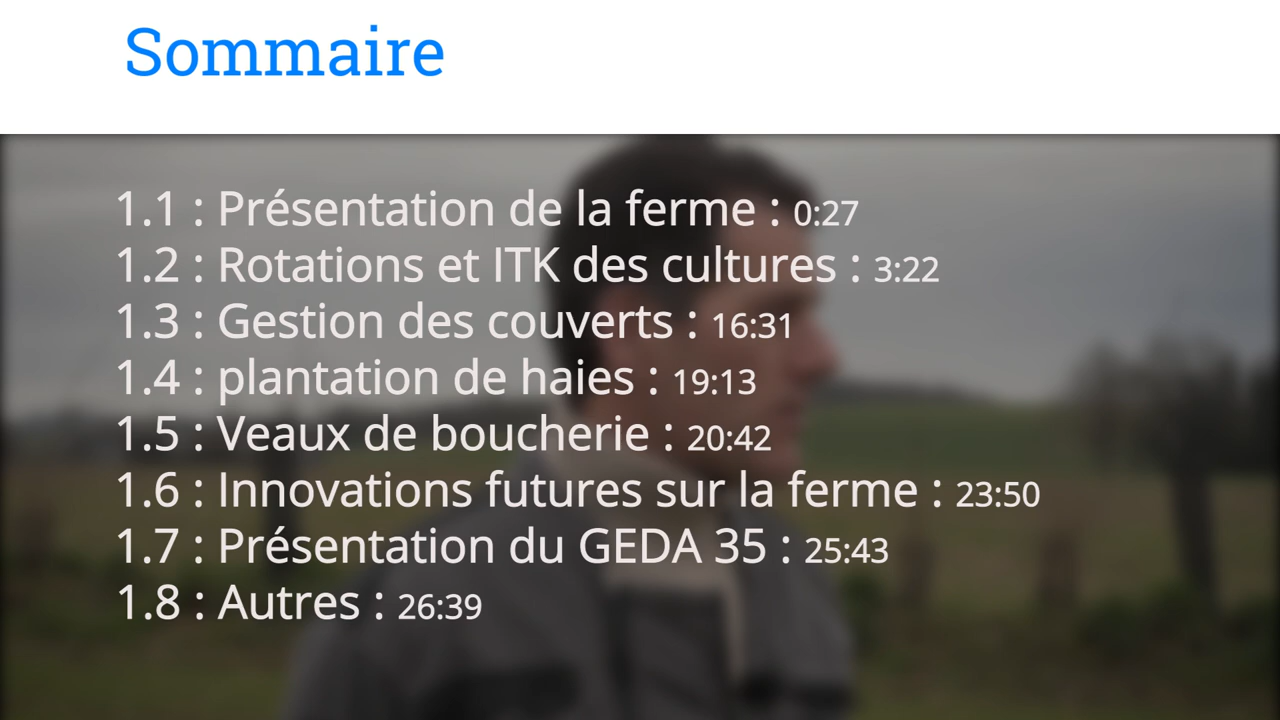 Sommaire
1.1 : Présentation de la ferme : 0:27
1.2 : Rotations et ITK des cultures : 3:22
1.3 : Gestion des couverts : 16:31
1.4 : plantation de haies : 19:13
1.5 : Veaux de boucherie : 20:42
1.6 : Innovations futures sur la ferme : 23:50
1.7 : Présentation du GEDA 35 : 25:43
1.8 : Autres : 26:39